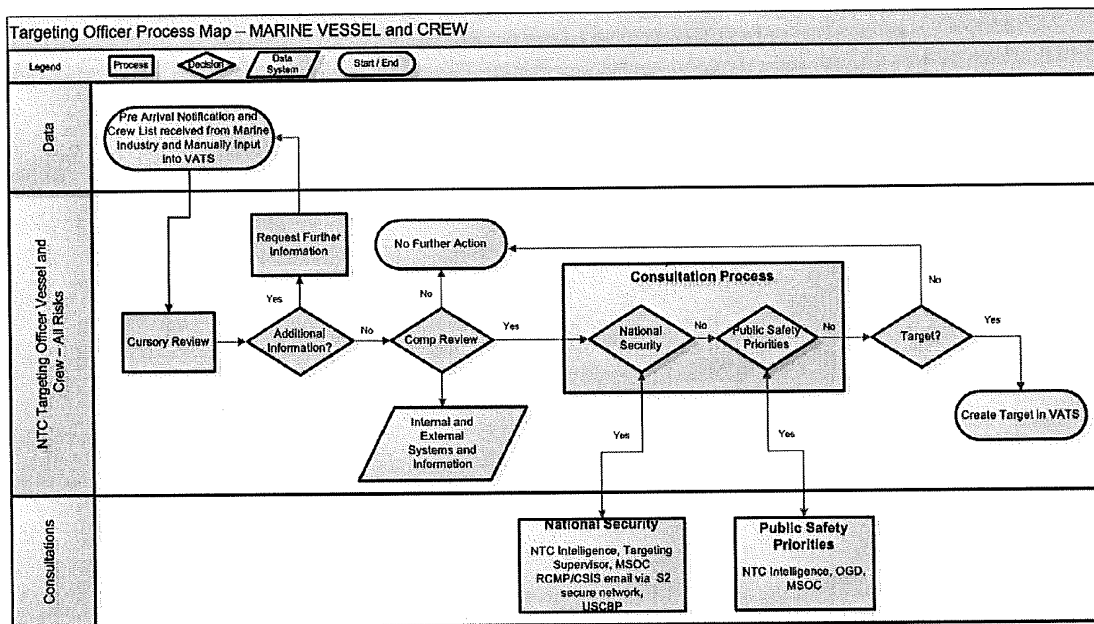 Targeting Officer Process Map – MARINE VESSEL and CREW
Legend
Process
Decision
Data
System
Start / End
Data
Pre Arrival Notification and
Crew List received from Marine
Industry and Manually Input
into VATS
NTC Targeting Officer Vessel and
Crew – All Risks
Request Further
Information
No Further Action
Consultation Process
No
Yes
No
Cursory Review
Additional
Information?
No
Comp Review
Yes
National
Security
No
Public Safety
Priorities
No
Target?
Yes
Internal and
External
Systems and
Information
Yes
Yes
Create Target in VATS
Consultations
National Security
NTC Intelligence, Targeting
Supervisor, MSOC
RCMP/CSIS email via S2
secure network,
USCBP
Public Safety
Priorities
NTC Intelligence, OGD,
MSOC